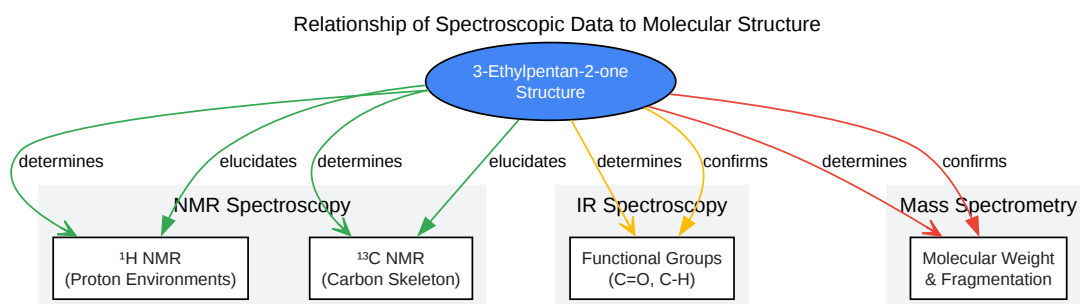 Relationship of Spectroscopic Data to Molecular Structure
3-Ethylpentan-2-one
Structure
determines
elucidates
determines
elucidates
determines
confirms
determines
confirms
NMR Spectroscopy
IR Spectroscopy
Mass Spectrometry
¹H NMR
(Proton Environments)
¹³C NMR
(Carbon Skeleton)
Functional Groups
(C=O, C-H)
Molecular Weight
& Fragmentation